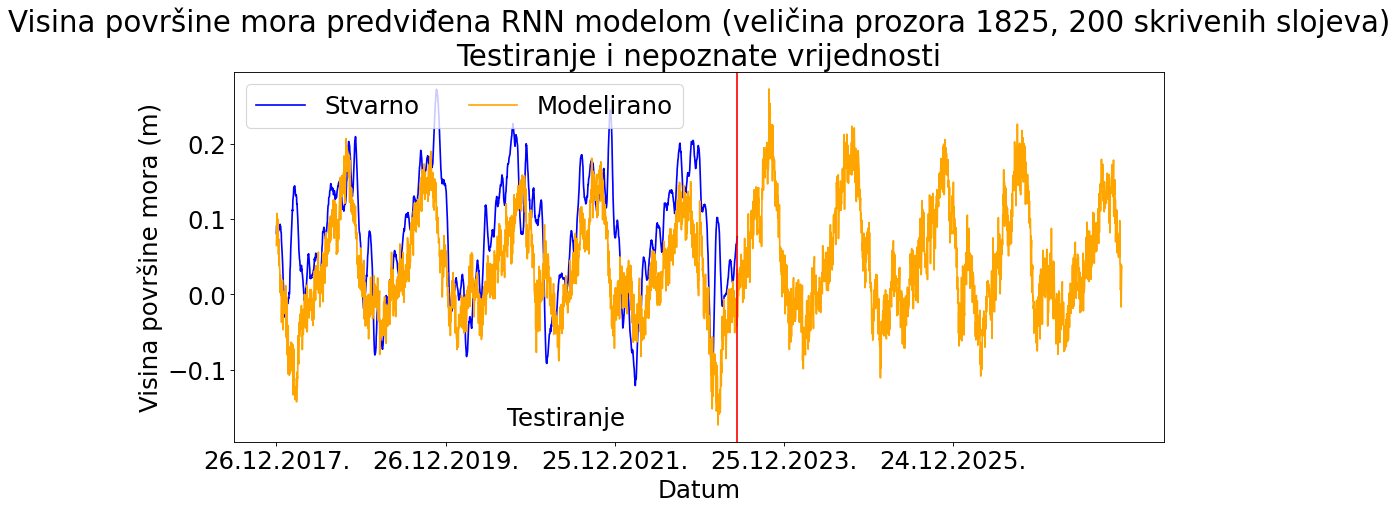 Visina površine mora predviđena RNN modelom (veličina prozora 1825, 200 skrivenih slojeva)
Testiranje i nepoznate vrijednosti
Stvarno Modelirano
Visina površine mora (m)
0.2
0.1
0.0
−0.1
Testiranje
26.12.2017. 26.12.2019. 25.12.2021. 25.12.2023. 24.12.2025.
Datum